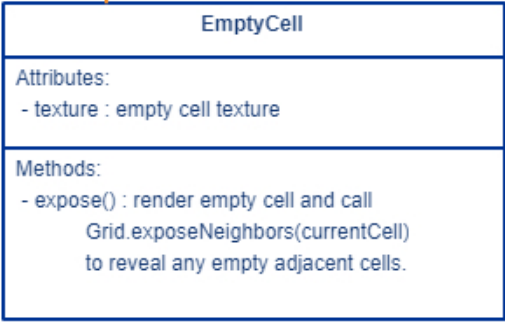 EmptyCell
Attributes:
- texture : empty cell texture
Methods:
- expose() : render empty cell and call
Grid.exposeNeighbors(currentCell)
to reveal any empty adjacent cells.